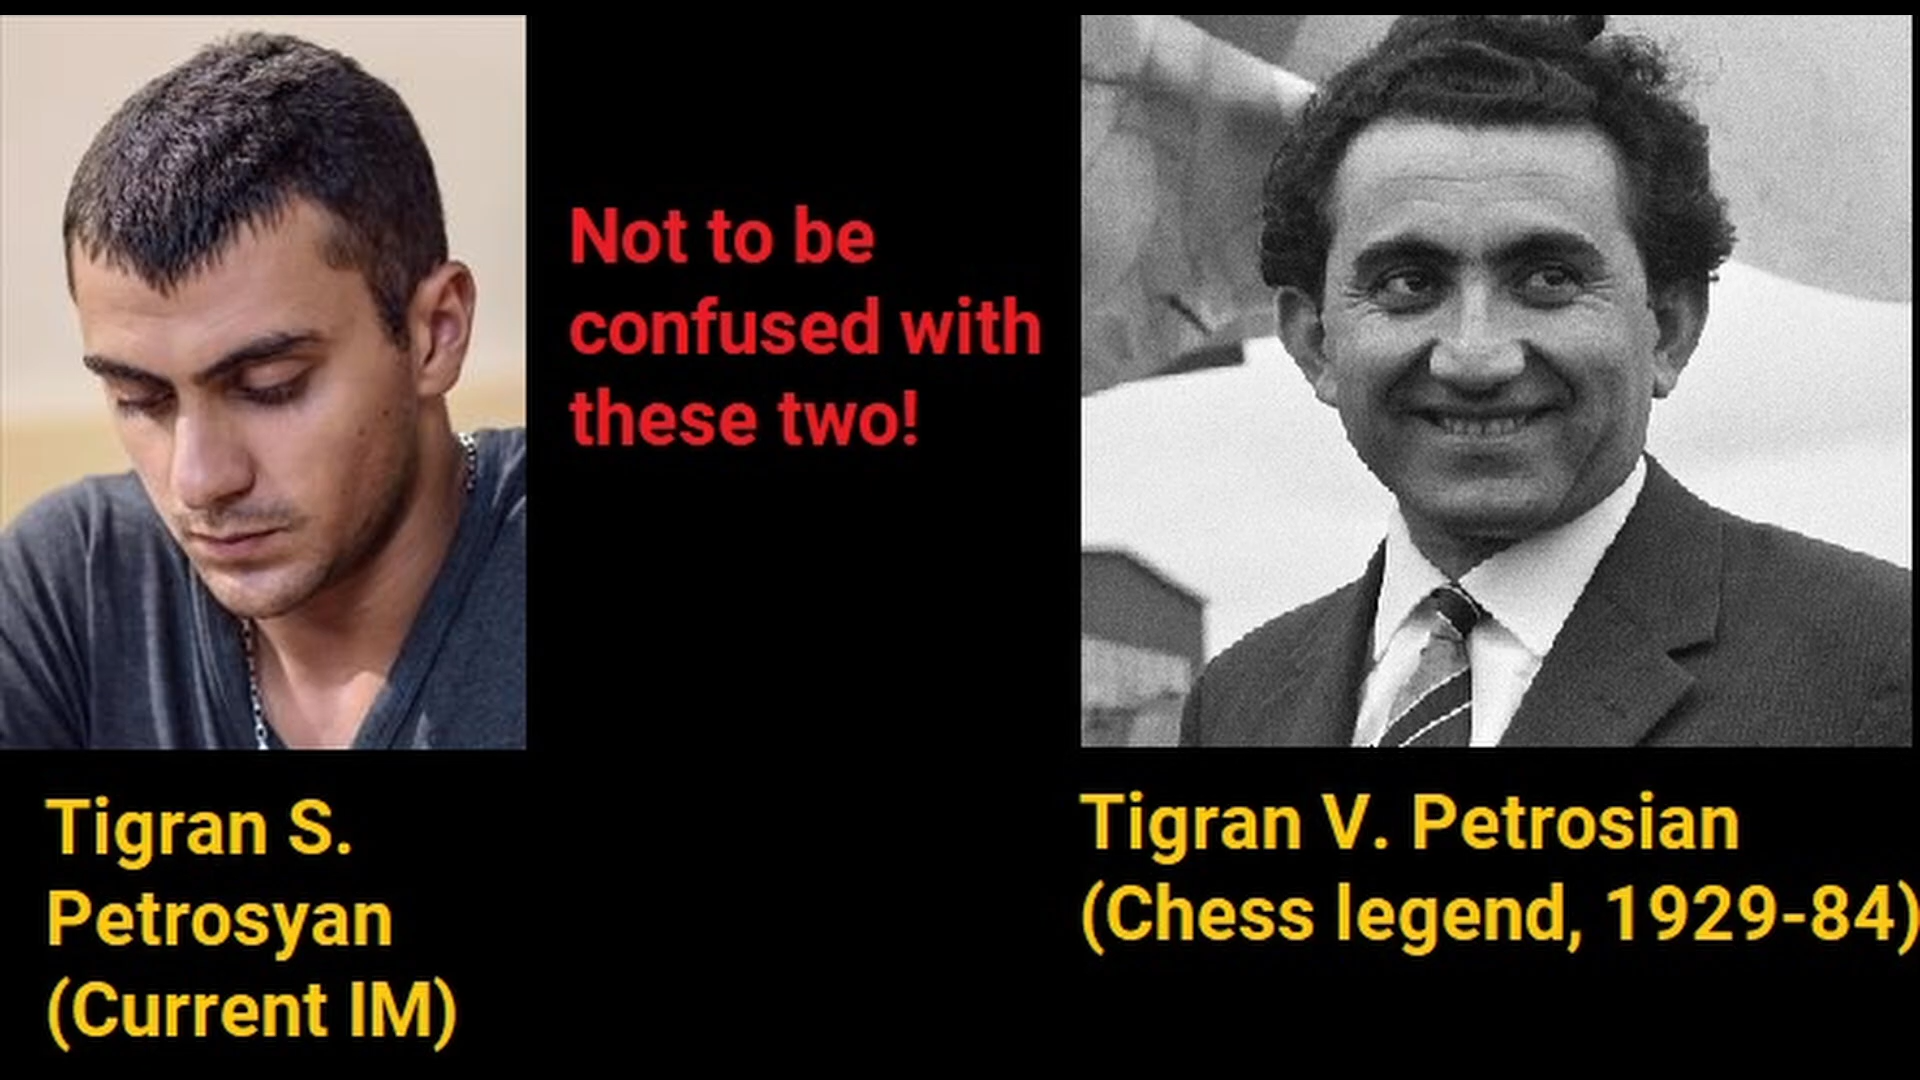 Not to be
confused with
these two!
Tigran S.
Petrosyan
(Current IM)
Tigran V. Petrosian
(Chess legend, 1929-84)